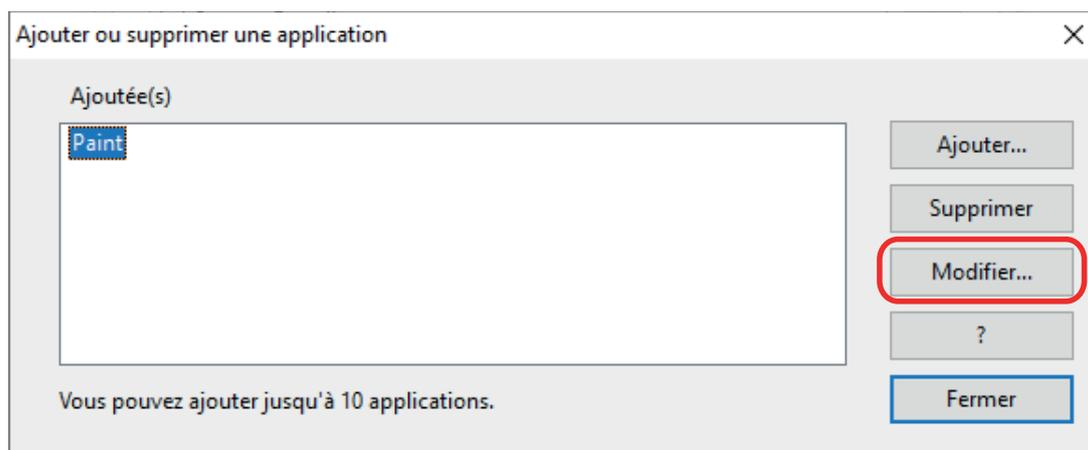 Ajouter ou supprimer une application
Ajoutée(s)
Paint
Ajouter...
Supprimer
Modifier...
?
Fermer
Vous pouvez ajouter jusqu'à 10 applications.